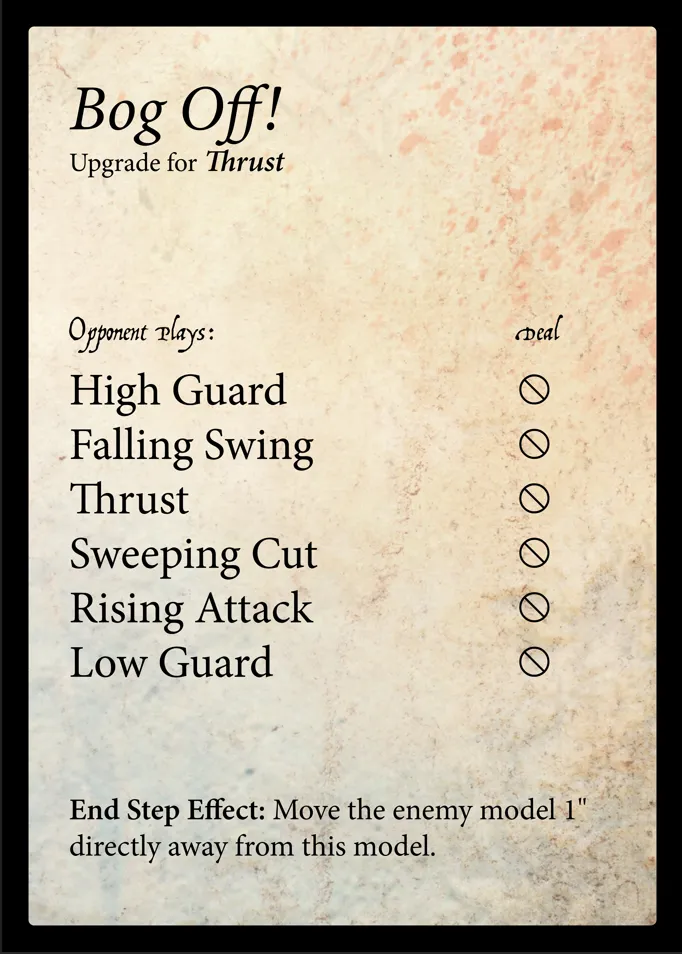 Bog Off!
Upgrade for Thrust
Opponent Plays:
Deal
High Guard
Falling Swing
Thrust
Sweeping Cut
Rising Attack
Low Guard
End Step Effect: Move the enemy model 1"
directly away from this model.